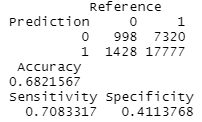 Reference
Prediction 0 1
0 998 7320
1 1428 17777
Accuracy
0.6821567
Sensitivity Specificity
0.7083317 0.4113768